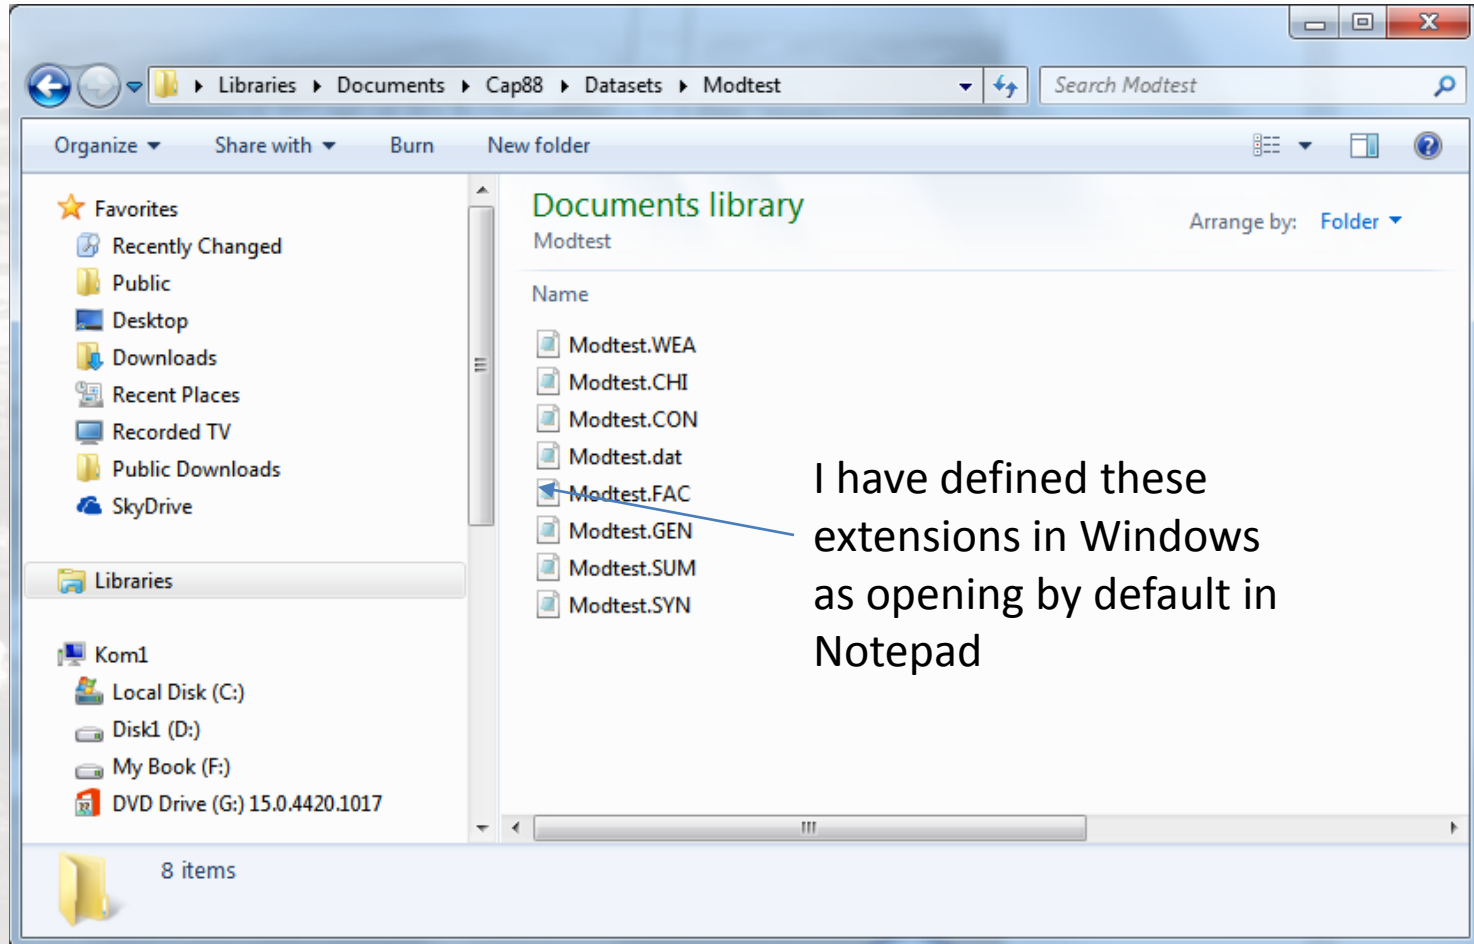 Libraries Documents Cap88 Datasets Modtest
Search Modtest
Organize Share with Burn New folder
Favorites
Recently Changed
Public
Desktop
Downloads
Recent Places
Recorded TV
Public Downloads
SkyDrive
Libraries
Kom1
Local Disk (C:)
Disk1 (D:)
My Book (F:)
DVD Drive (G:) 15.0.4420.1017
Documents library
Modtest
Arrange by: Folder
Name
Modtest.WEA
Modtest.CHI
Modtest.CON
Modtest.dat
Modtest.FAC
Modtest.GEN
Modtest.SUM
Modtest.SYN
I have defined these
extensions in Windows
as opening by default in
Notepad
8 items